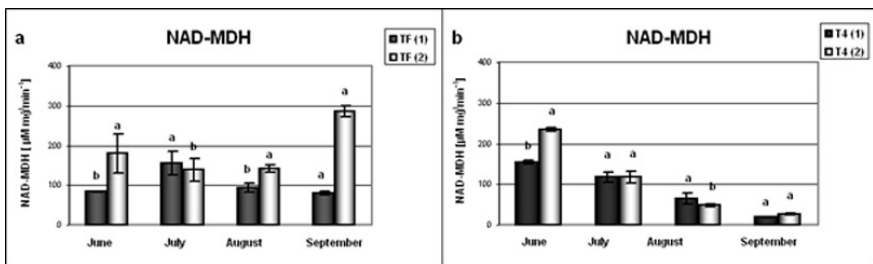 a
NAD-MDH
TF (1)
TF (2)
NAD-MDH [ µM mg⁻¹min⁻¹]
400
300
200
100
0
b
a
a
b
b
a
a
a
June
July
August
September
b
NAD-MDH
T4 (1)
T4 (2)
NAD-MDH [µM mg⁻¹min⁻¹]
400
300
200
100
0
b
a
a
a
a
b
a
a
June
July
August
September